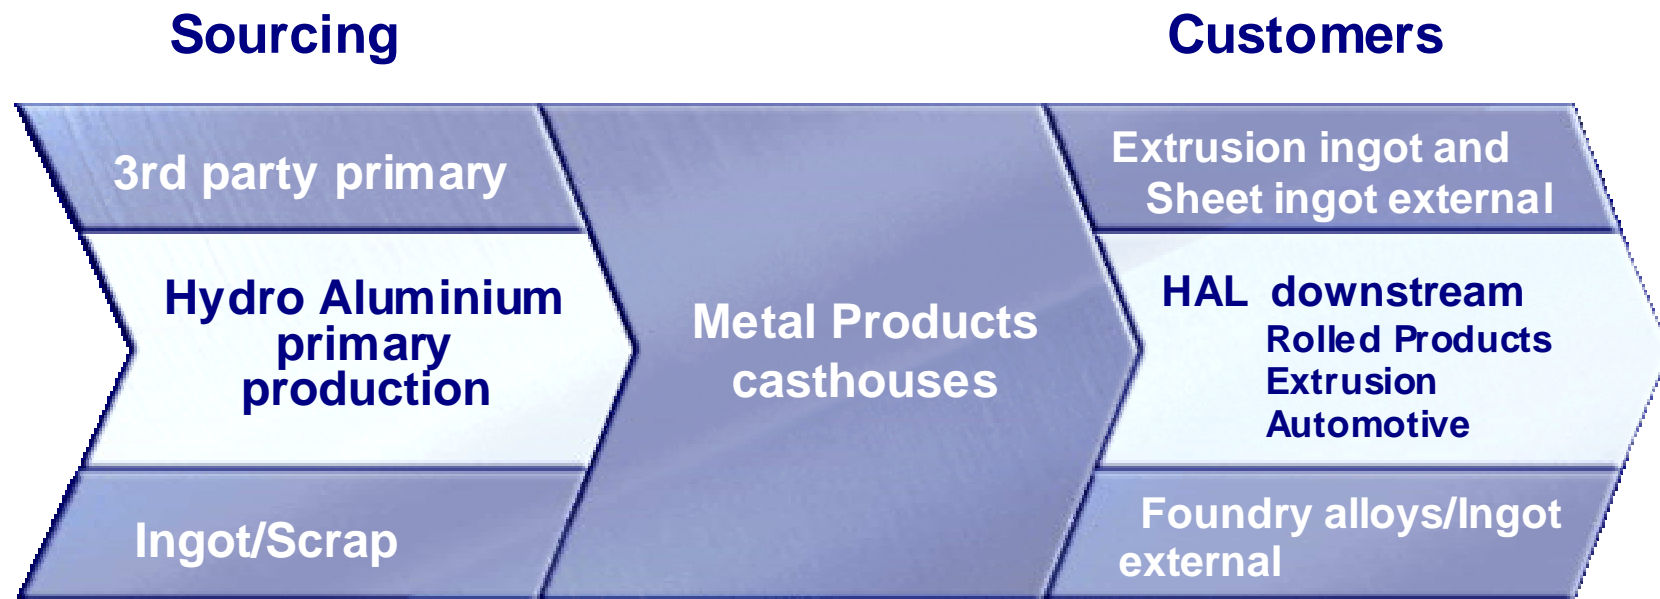 Sourcing
Customers
3rd party primary
Hydro Aluminium
primary
production
Ingot/Scrap
Metal Products
casthouses
Extrusion ingot and
Sheet ingot external
HAL downstream
Rolled Products
Extrusion
Automotive
Foundry alloys/Ingot
external